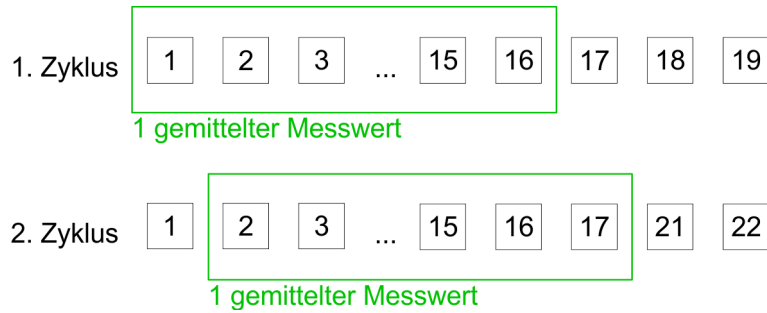 1. Zyklus 1 2 3 ... 15 16 17 18 19
1 gemittelter Messwert
2. Zyklus 1 2 3 ... 15 16 17 21 22
1 gemittelter Messwert